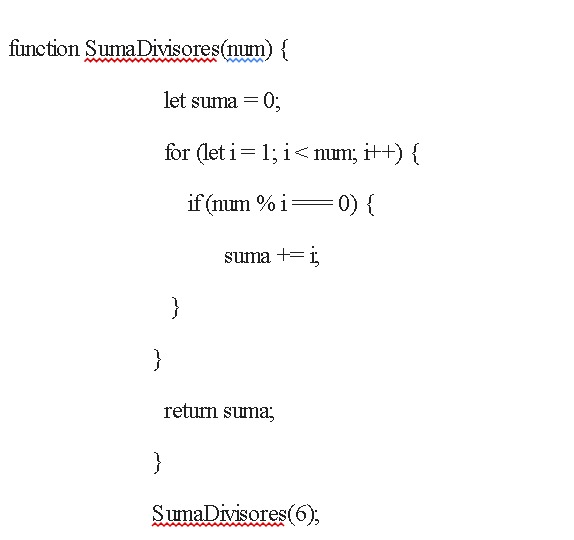 function SumaDivisores(num) {
let suma = 0;
for (let i = 1; i < num; i++) {
if (num % i === 0) {
suma += i;
}
}
return suma;
}
SumaDivisores(6);